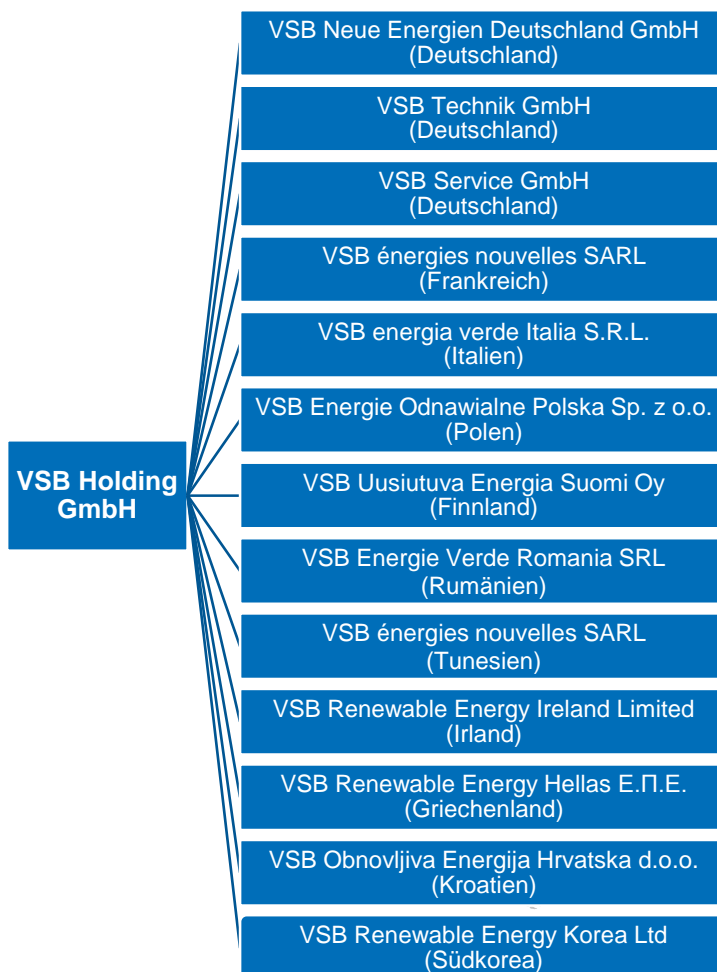 VSB Neue Energien Deutschland GmbH
(Deutschland)
VSB Technik GmbH
(Deutschland)
VSB Service GmbH
(Deutschland)
VSB énergies nouvelles SARL
(Frankreich)
VSB energia verde Italia S.R.L.
(Italien)
VSB Energie Odnawialne Polska Sp. z o.o.
(Polen)
VSB Holding
GmbH
VSB Uusiutuva Energia Suomi Oy
(Finnland)
VSB Energie Verde Romania SRL
(Rumänien)
VSB énergies nouvelles SARL
(Tunesien)
VSB Renewable Energy Ireland Limited
(Irland)
VSB Renewable Energy Hellas Ε.Π.Ε.
(Griechenland)
VSB Obnovljiva Energija Hrvatska d.o.o.
(Kroatien)
VSB Renewable Energy Korea Ltd
(Südkorea)